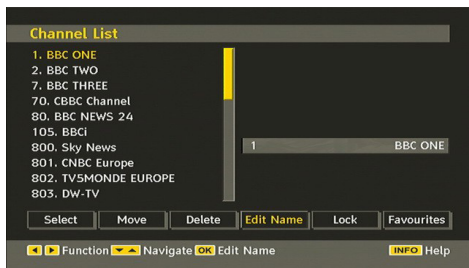 Channel List
1. BBC ONE
2. BBC TWO
7. BBC THREE
70. CBBC Channel
80. BBC NEWS 24
105. BBCi
800. Sky News
801. CNBC Europe
802. TV5MONDE EUROPE
803. DW-TV
1 BBC ONE
Select Move Delete Edit Name Lock Favourites
Function Navigate OK Edit Name INFO Help